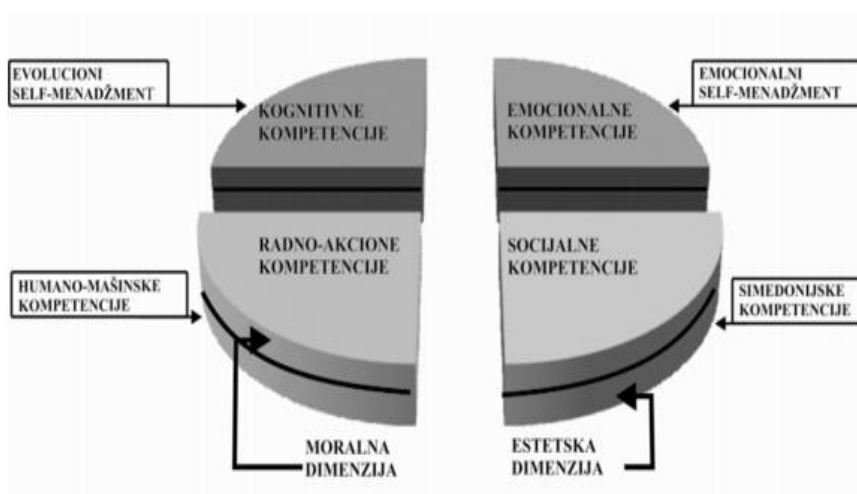 EVOLUCIONI
SELF-MENADŽMENT
KOGNITIVNE
KOMPETENCIJE
EMOCIONALNE
KOMPETENCIJE
EMOCIONALNI
SELF-MENADŽMENT
HUMANO-MAŠINSKE
KOMPETENCIJE
RADNO-AKCIONE
KOMPETENCIJE
SOCIJALNE
KOMPETENCIJE
SIMEDONIJSKE
KOMPETENCIJE
MORALNA
DIMENZIJA
ESTETSKA
DIMENZIJA